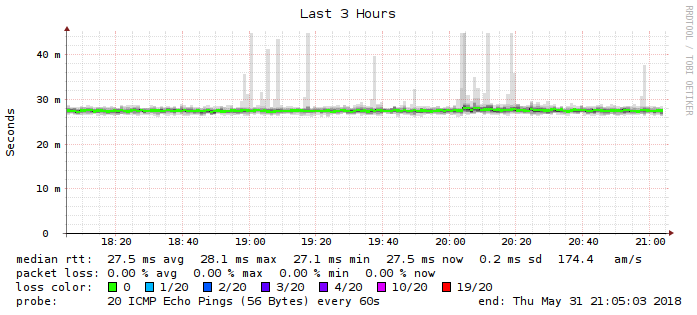 Last 3 Hours
RRDTOOL / TOBI OETIKER
Seconds
40 m
30 m
20 m
10 m
0
18:20 18:40 19:00 19:20 19:40 20:00 20:20 20:40 21:00
median rtt: 27.5 ms avg 28.1 ms max 27.1 ms min 27.5 ms now 0.2 ms sd 174.4 am/s
packet loss: 0.00 % avg 0.00 % max 0.00 % min 0.00 % now
loss color: 0 1/20 2/20 3/20 4/20 10/20 19/20
probe: 20 ICMP Echo Pings (56 Bytes) every 60s end: Thu May 31 21:05:03 2018